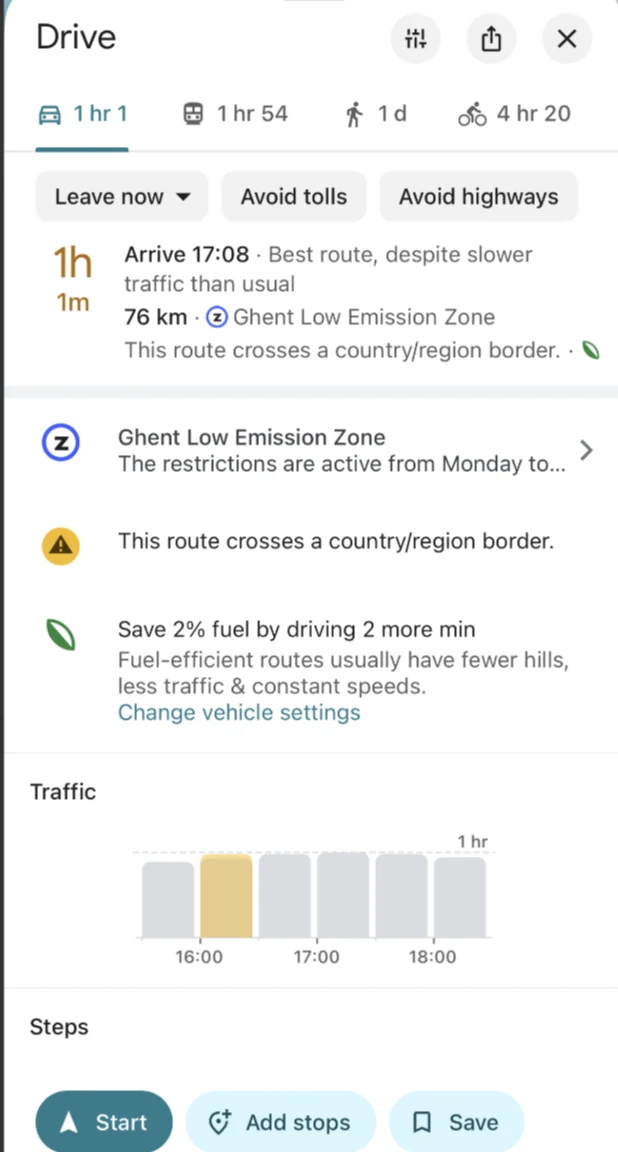 Drive
1 hr 1
1 hr 54
1 d
4 hr 20
Leave now
Avoid tolls
Avoid highways
1h
1m
Arrive 17:08 · Best route, despite slower
traffic than usual
76 km · Z Ghent Low Emission Zone
This route crosses a country/region border. ·
Z
Ghent Low Emission Zone
The restrictions are active from Monday to...
This route crosses a country/region border.
Save 2% fuel by driving 2 more min
Fuel-efficient routes usually have fewer hills,
less traffic & constant speeds.
Change vehicle settings
Traffic
1 hr
16:00
17:00
18:00
Steps
Start
Add stops
Save